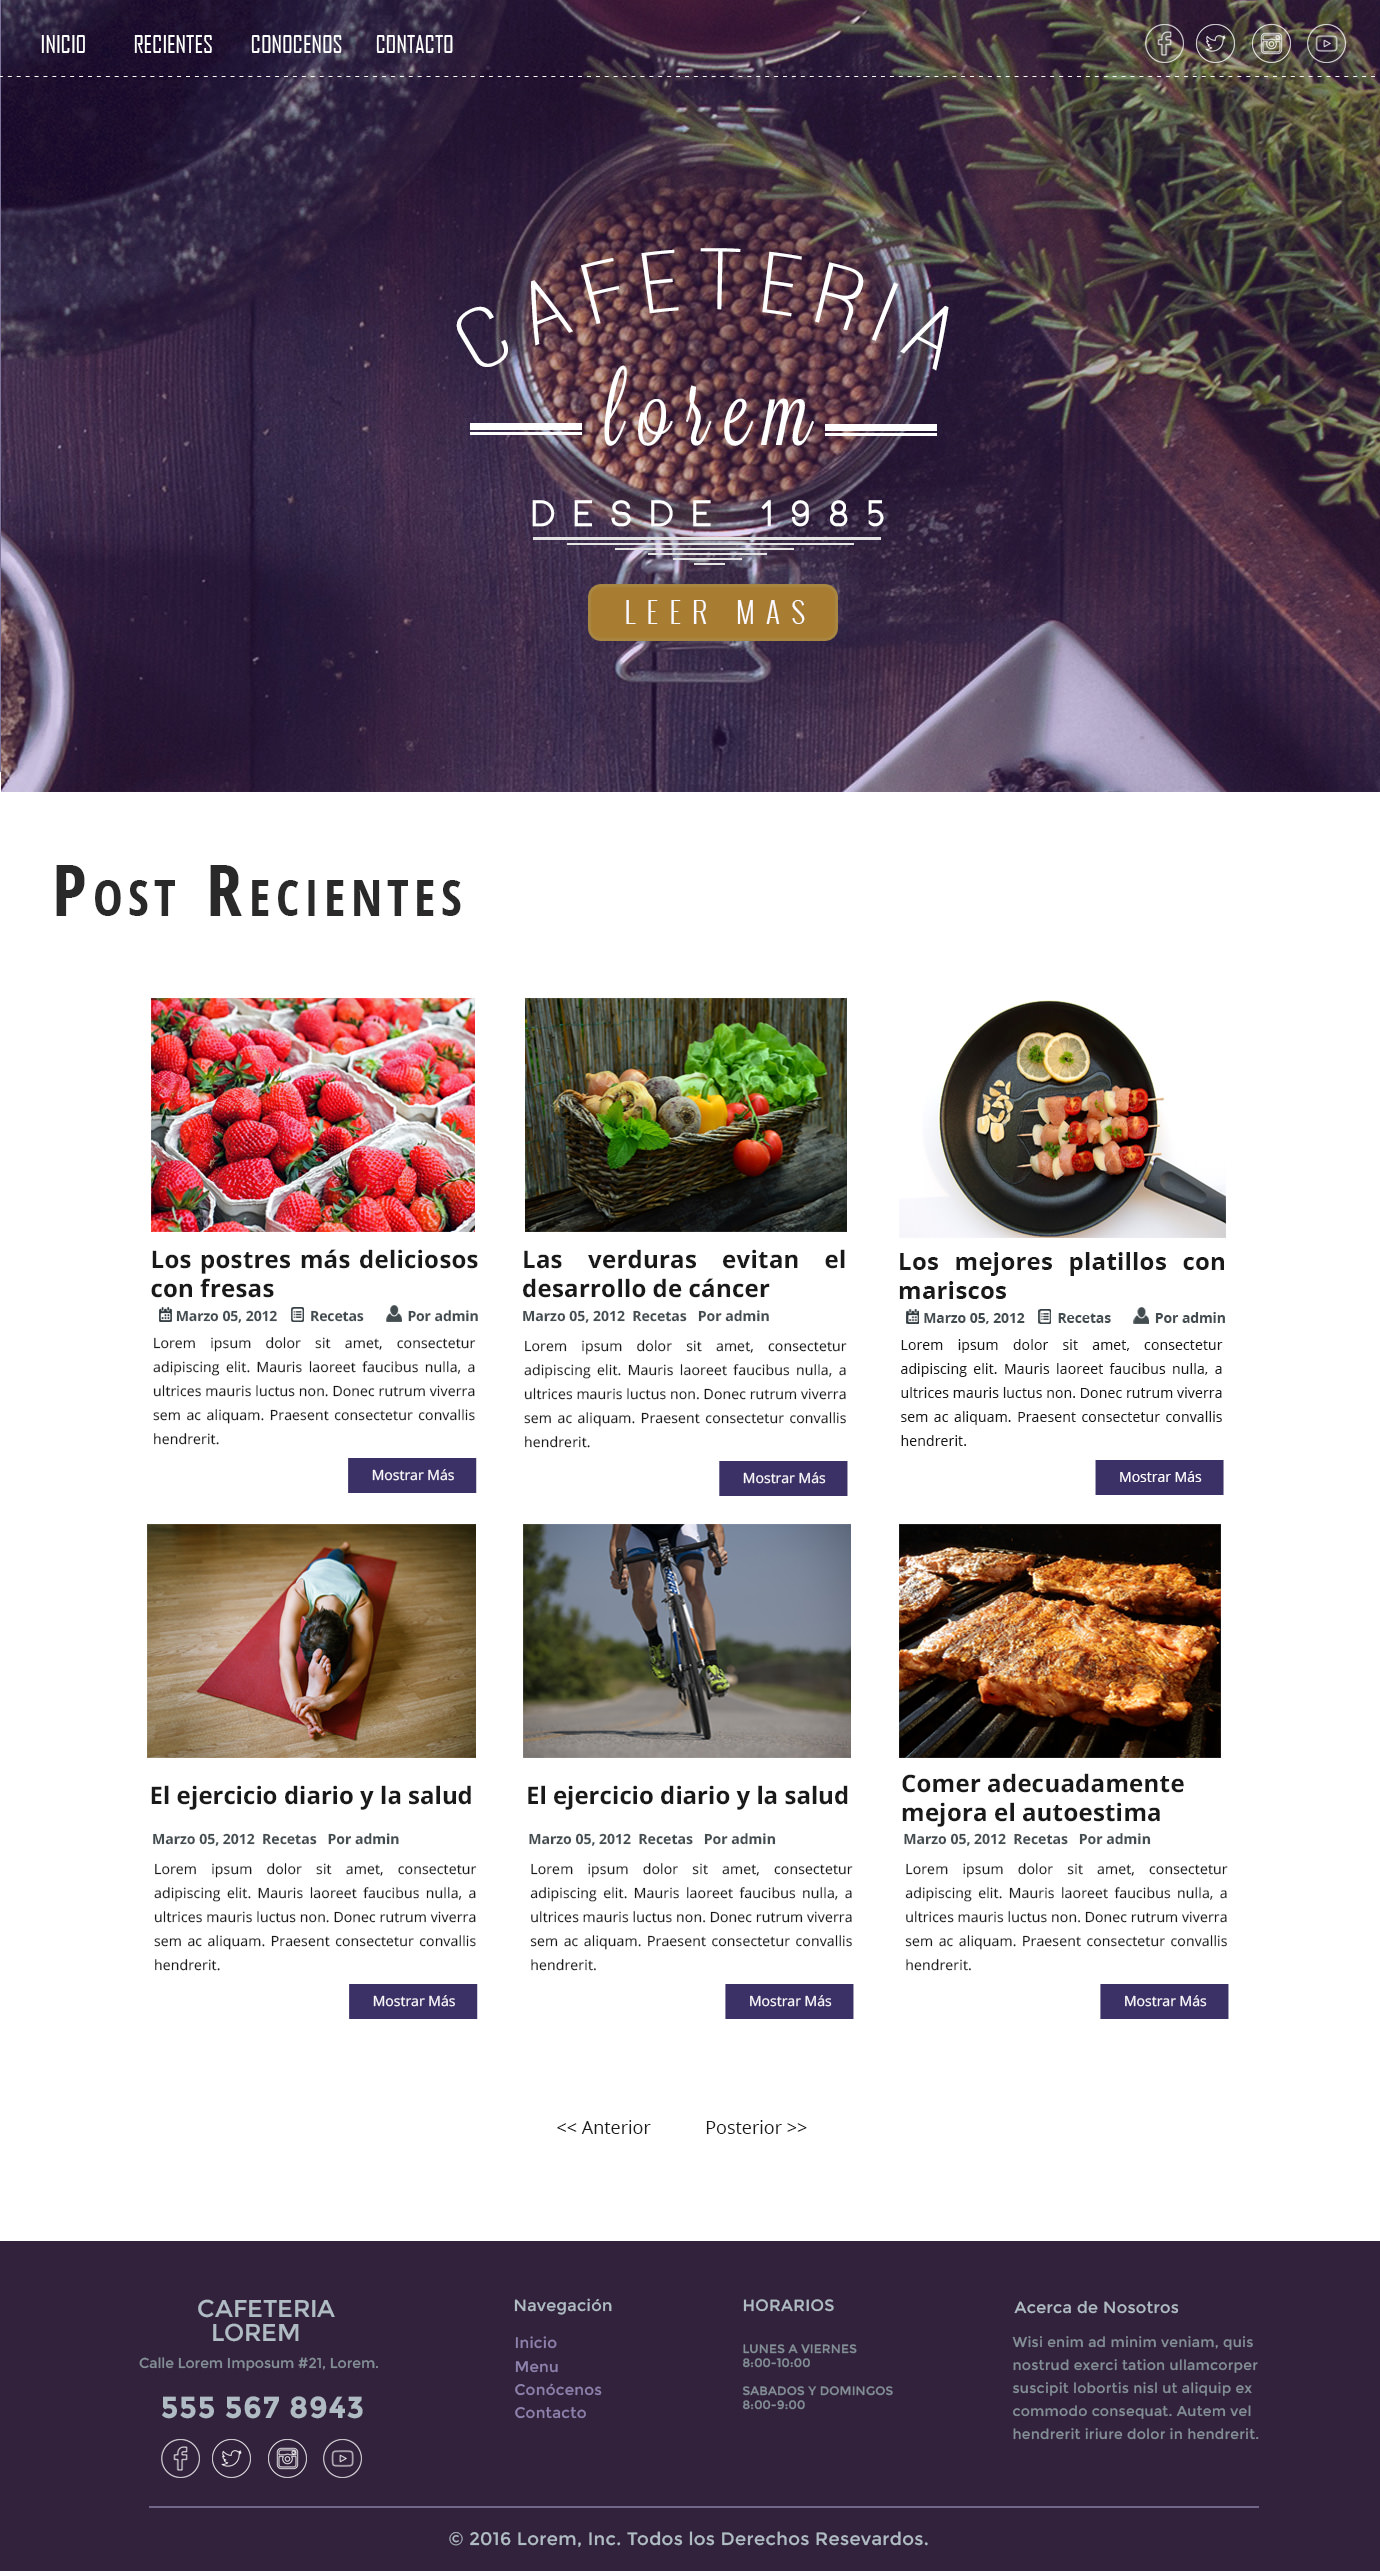 INICIO RECIENTES CONOCENOS CONTACTO
CAFETERIA
lorem
DESDE 1985
LEER MAS
Post Recientes
Los postres más deliciosos
con fresas
Marzo 05, 2012 Recetas Por admin
Lorem ipsum dolor sit amet, consectetur
adipiscing elit. Mauris laoreet faucibus nulla, a
ultrices mauris luctus non. Donec rutrum viverra
sem ac aliquam. Praesent consectetur convallis
hendrerit.
Mostrar Más
Las verduras evitan el
desarrollo de cáncer
Marzo 05, 2012 Recetas Por admin
Lorem ipsum dolor sit amet, consectetur
adipiscing elit. Mauris laoreet faucibus nulla, a
ultrices mauris luctus non. Donec rutrum viverra
sem ac aliquam. Praesent consectetur convallis
hendrerit.
Mostrar Más
Los mejores platillos con
mariscos
Marzo 05, 2012 Recetas Por admin
Lorem ipsum dolor sit amet, consectetur
adipiscing elit. Mauris laoreet faucibus nulla, a
ultrices mauris luctus non. Donec rutrum viverra
sem ac aliquam. Praesent consectetur convallis
hendrerit.
Mostrar Más
El ejercicio diario y la salud
Marzo 05, 2012 Recetas Por admin
Lorem ipsum dolor sit amet, consectetur
adipiscing elit. Mauris laoreet faucibus nulla, a
ultrices mauris luctus non. Donec rutrum viverra
sem ac aliquam. Praesent consectetur convallis
hendrerit.
Mostrar Más
El ejercicio diario y la salud
Marzo 05, 2012 Recetas Por admin
Lorem ipsum dolor sit amet, consectetur
adipiscing elit. Mauris laoreet faucibus nulla, a
ultrices mauris luctus non. Donec rutrum viverra
sem ac aliquam. Praesent consectetur convallis
hendrerit.
Mostrar Más
Comer adecuadamente
mejora el autoestima
Marzo 05, 2012 Recetas Por admin
Lorem ipsum dolor sit amet, consectetur
adipiscing elit. Mauris laoreet faucibus nulla, a
ultrices mauris luctus non. Donec rutrum viverra
sem ac aliquam. Praesent consectetur convallis
hendrerit.
Mostrar Más
<< Anterior Posterior >>
CAFETERIA
LOREM
Calle Lorem Imposum #21, Lorem.
555 567 8943
Navegación
Inicio
Menu
Conócenos
Contacto
HORARIOS
LUNES A VIERNES
8:00-10:00
SABADOS Y DOMINGOS
8:00-9:00
Acerca de Nosotros
Wisi enim ad minim veniam, quis
nostrud exerci tation ullamcorper
suscipit lobortis nisl ut aliquip ex
commodo consequat. Autem vel
hendrerit iriure dolor in hendrerit.
© 2016 Lorem, Inc. Todos los Derechos Resevardos.